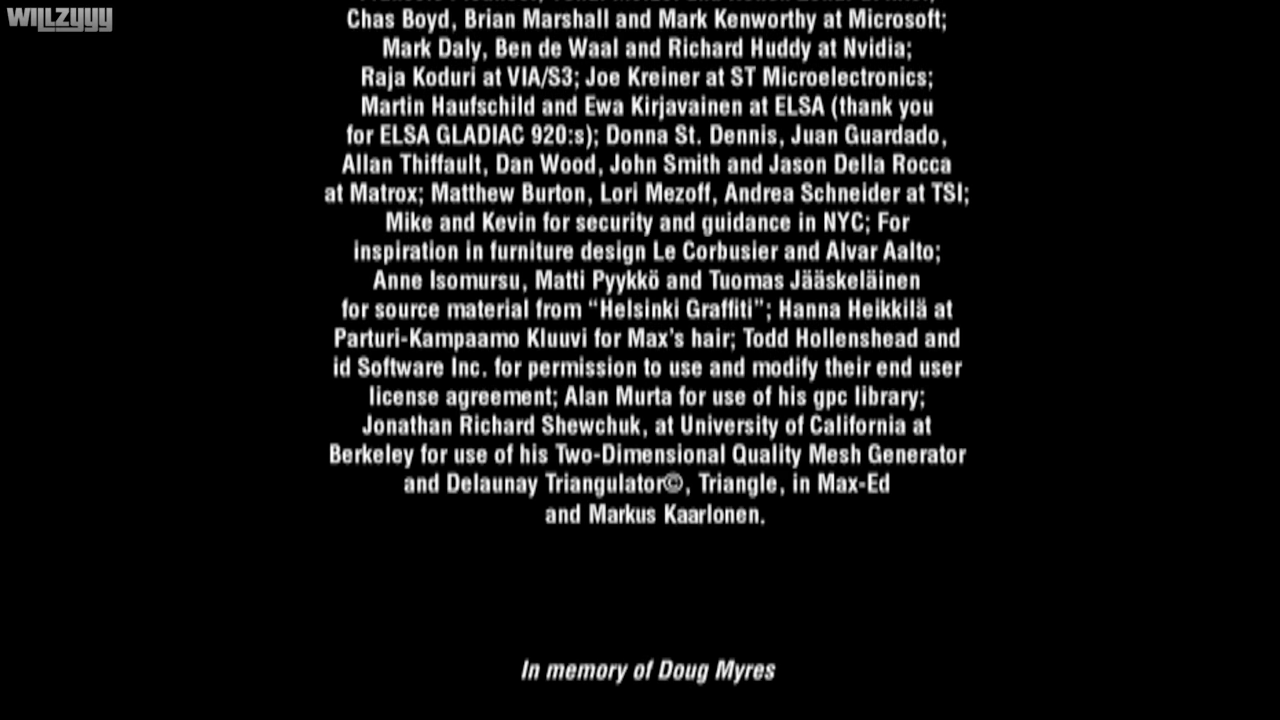 WILLZYYY
Chas Boyd, Brian Marshall and Mark Kenworthy at Microsoft;
Mark Daly, Ben de Waal and Richard Huddy at Nvidia;
Raja Koduri at VIA/S3; Joe Kreiner at ST Microelectronics;
Martin Haufschild and Ewa Kirjavainen at ELSA (thank you
for ELSA GLADIAC 920:s); Donna St. Dennis, Juan Guardado,
Allan Thiffault, Dan Wood, John Smith and Jason Della Rocca
at Matrox; Matthew Burton, Lori Mezoff, Andrea Schneider at TSI;
Mike and Kevin for security and guidance in NYC; For
inspiration in furniture design Le Corbusier and Alvar Aalto;
Anne Isomursu, Matti Pyykkö and Tuomas Jääskeläinen
for source material from “Helsinki Graffiti”; Hanna Heikkilä at
Parturi-Kampaamo Kluuvi for Max’s hair; Todd Hollenshead and
id Software Inc. for permission to use and modify their end user
license agreement; Alan Murta for use of his gpc library;
Jonathan Richard Shewchuk, at University of California at
Berkeley for use of his Two-Dimensional Quality Mesh Generator
and Delaunay Triangulator©, Triangle, in Max-Ed
and Markus Kaarlonen.
In memory of Doug Myres